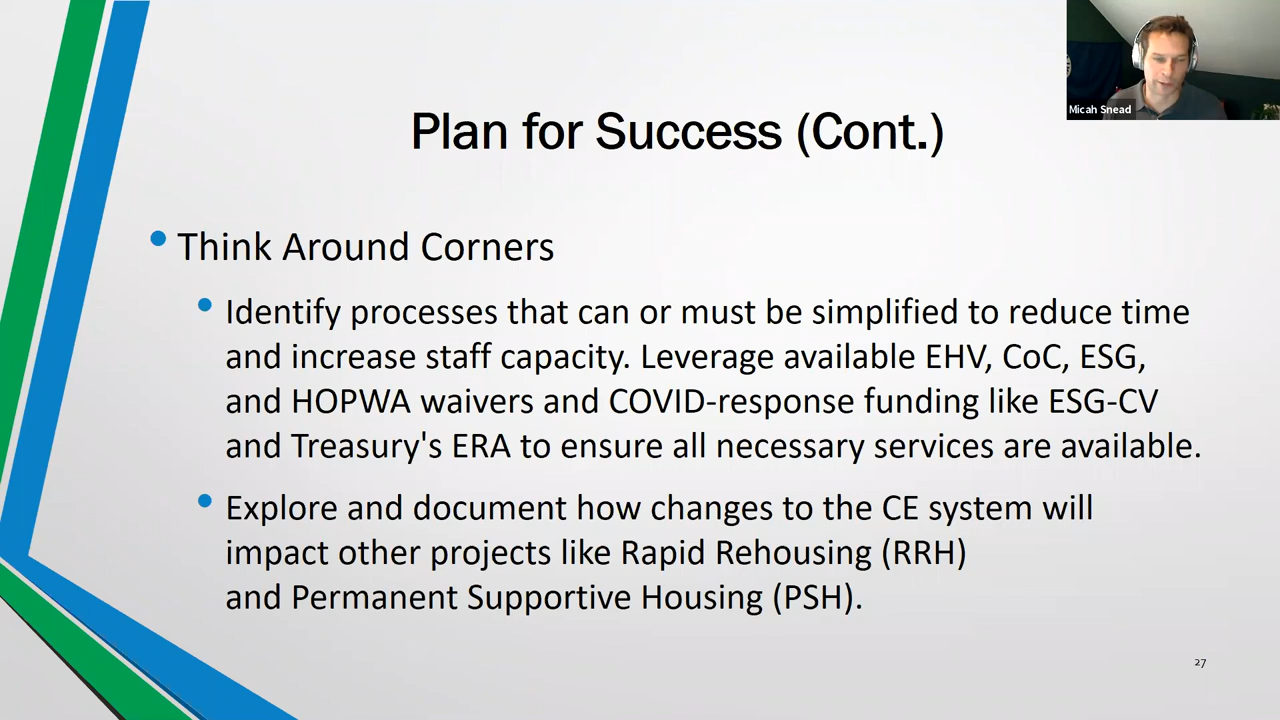 Micah Snead
Plan for Success (Cont.)
Think Around Corners
Identify processes that can or must be simplified to reduce time
and increase staff capacity. Leverage available EHV, CoC, ESG,
and HOPWA waivers and COVID-response funding like ESG-CV
and Treasury's ERA to ensure all necessary services are available.
Explore and document how changes to the CE system will
impact other projects like Rapid Rehousing (RRH)
and Permanent Supportive Housing (PSH).
27